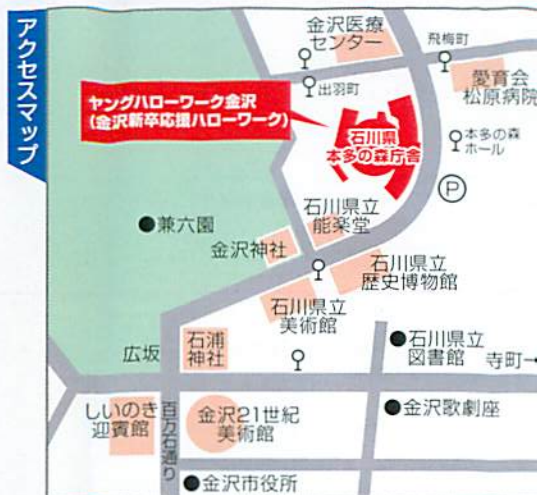 アクセスマップ
金沢医療
センター
飛梅町
出羽町
愛育会
松原病院
ヤングハローワーク金沢
(金沢新卒応援ハローワーク)
石川県
本多の森庁舎
本多の森
ホール
P
兼六園
石川県立
能楽堂
金沢神社
石川県立
歴史博物館
石川県立
美術館
広坂
石浦
神社
石川県立
図書館
寺町→
しいのき
迎賓館
百万石通り
金沢21世紀
美術館
金沢歌劇座
金沢市役所